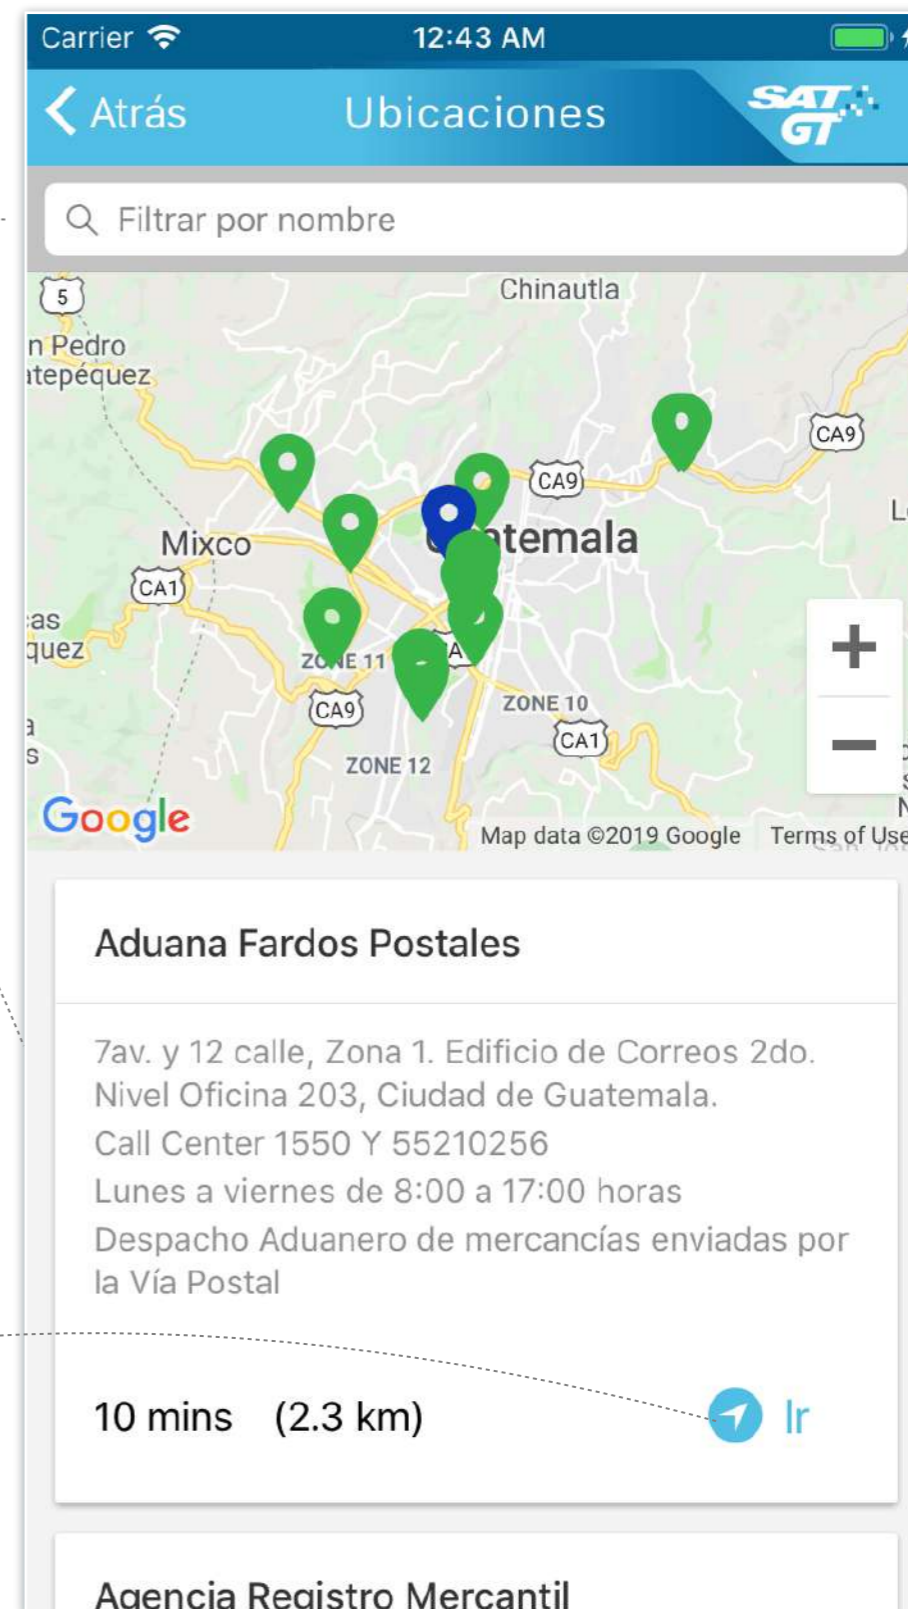 Carrier 12:43 AM
Atrás Ubicaciones SAT GT
Filtrar por nombre
5
Chinautla
n Pedro
atepéquez
CA9
CA9
Mixco
temala
CA1
as
quez
ZONE 11
CA9
ZONE 10
CA1
ZONE 12
Google
Map data ©2019 Google Terms of Use
Aduana Fardos Postales
7av. y 12 calle, Zona 1. Edificio de Correos 2do.
Nivel Oficina 203, Ciudad de Guatemala.
Call Center 1550 Y 55210256
Lunes a viernes de 8:00 a 17:00 horas
Despacho Aduanero de mercancías enviadas por
la Vía Postal
10 mins (2.3 km) Ir
Agencia Registro Mercantil